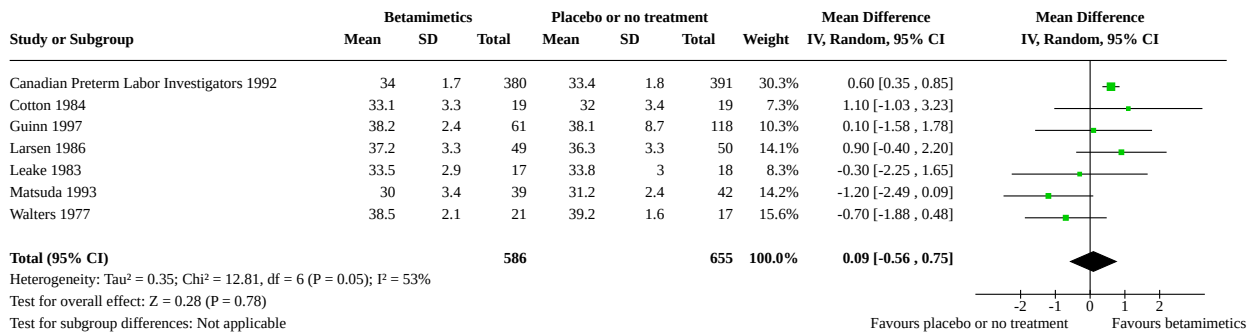 Betamimetics Placebo or no treatment Mean Difference Mean Difference
Study or Subgroup Mean SD Total Mean SD Total Weight IV, Random, 95% CI IV, Random, 95% CI
Canadian Preterm Labor Investigators 1992 34 1.7 380 33.4 1.8 391 30.3% 0.60 [0.35 , 0.85]
Cotton 1984 33.1 3.3 19 32 3.4 19 7.3% 1.10 [-1.03 , 3.23]
Guinn 1997 38.2 2.4 61 38.1 8.7 118 10.3% 0.10 [-1.58 , 1.78]
Larsen 1986 37.2 3.3 49 36.3 3.3 50 14.1% 0.90 [-0.40 , 2.20]
Leake 1983 33.5 2.9 17 33.8 3 18 8.3% -0.30 [-2.25 , 1.65]
Matsuda 1993 30 3.4 39 31.2 2.4 42 14.2% -1.20 [-2.49 , 0.09]
Walters 1977 38.5 2.1 21 39.2 1.6 17 15.6% -0.70 [-1.88 , 0.48]
Total (95% CI) 586 655 100.0% 0.09 [-0.56 , 0.75]
Heterogeneity: Tau² = 0.35; Chi² = 12.81, df = 6 (P = 0.05); I² = 53%
Test for overall effect: Z = 0.28 (P = 0.78) -2 -1 0 1 2
Test for subgroup differences: Not applicable Favours placebo or no treatment Favours betamimetics